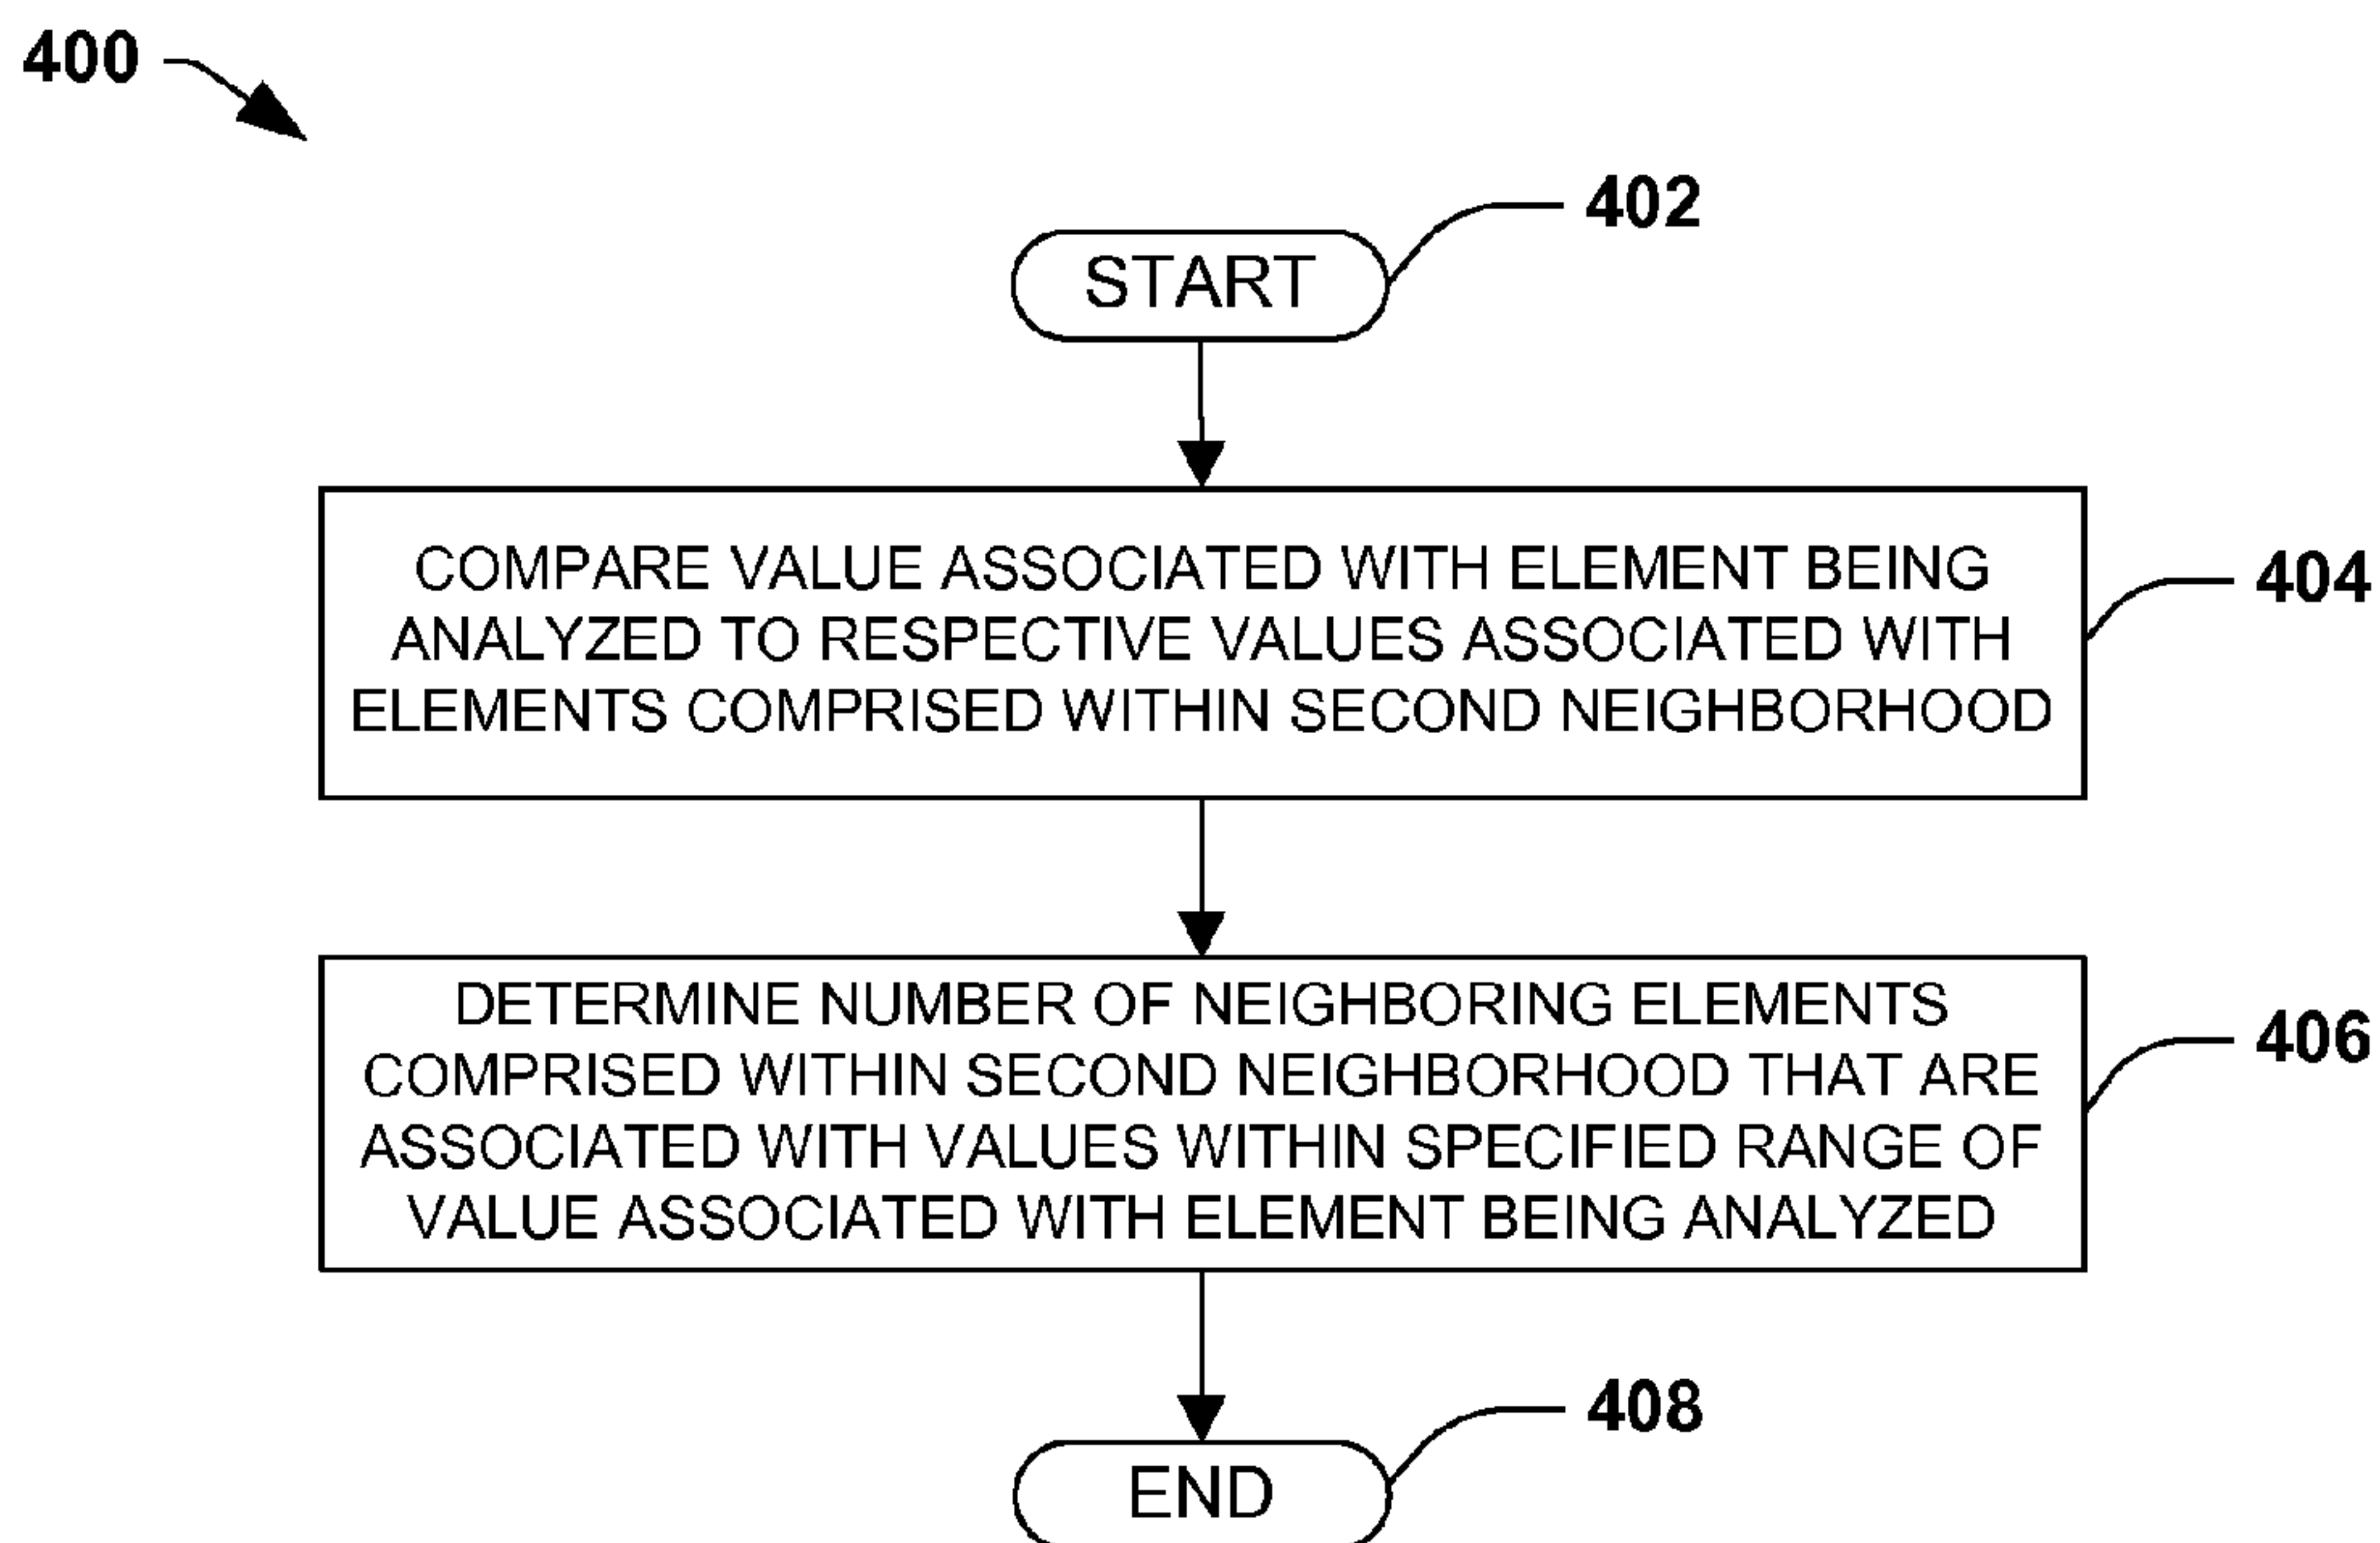 400
402
START
COMPARE VALUE ASSOCIATED WITH ELEMENT BEING
ANALYZED TO RESPECTIVE VALUES ASSOCIATED WITH
ELEMENTS COMPRISED WITHIN SECOND NEIGHBORHOOD
404
DETERMINE NUMBER OF NEIGHBORING ELEMENTS
COMPRISED WITHIN SECOND NEIGHBORHOOD THAT ARE
ASSOCIATED WITH VALUES WITHIN SPECIFIED RANGE OF
VALUE ASSOCIATED WITH ELEMENT BEING ANALYZED
406
408
END